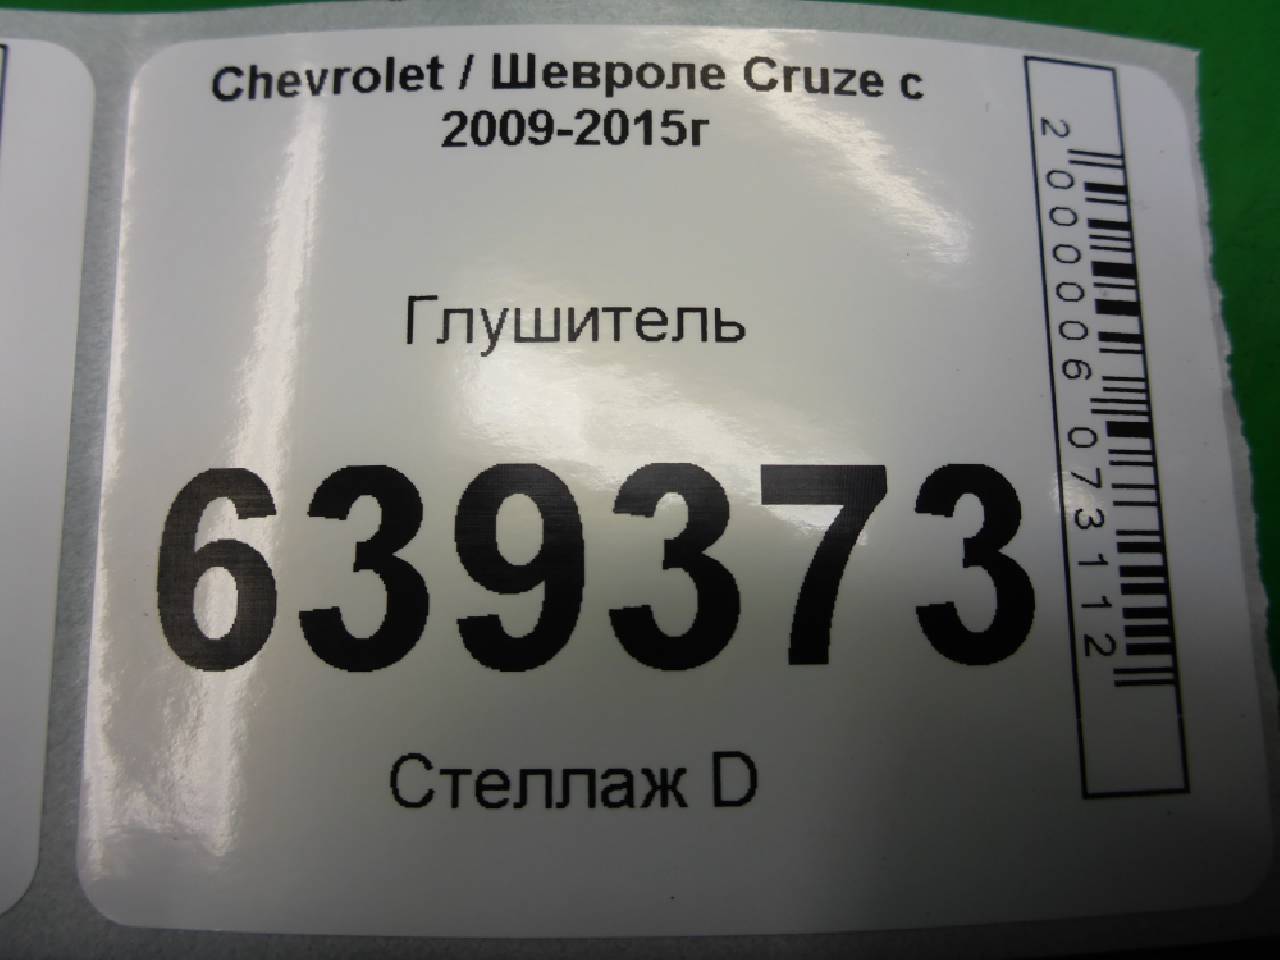 Chevrolet / Шевроле Cruze с
2009-2015г
Глушитель
639373
Стеллаж D
2000006073112